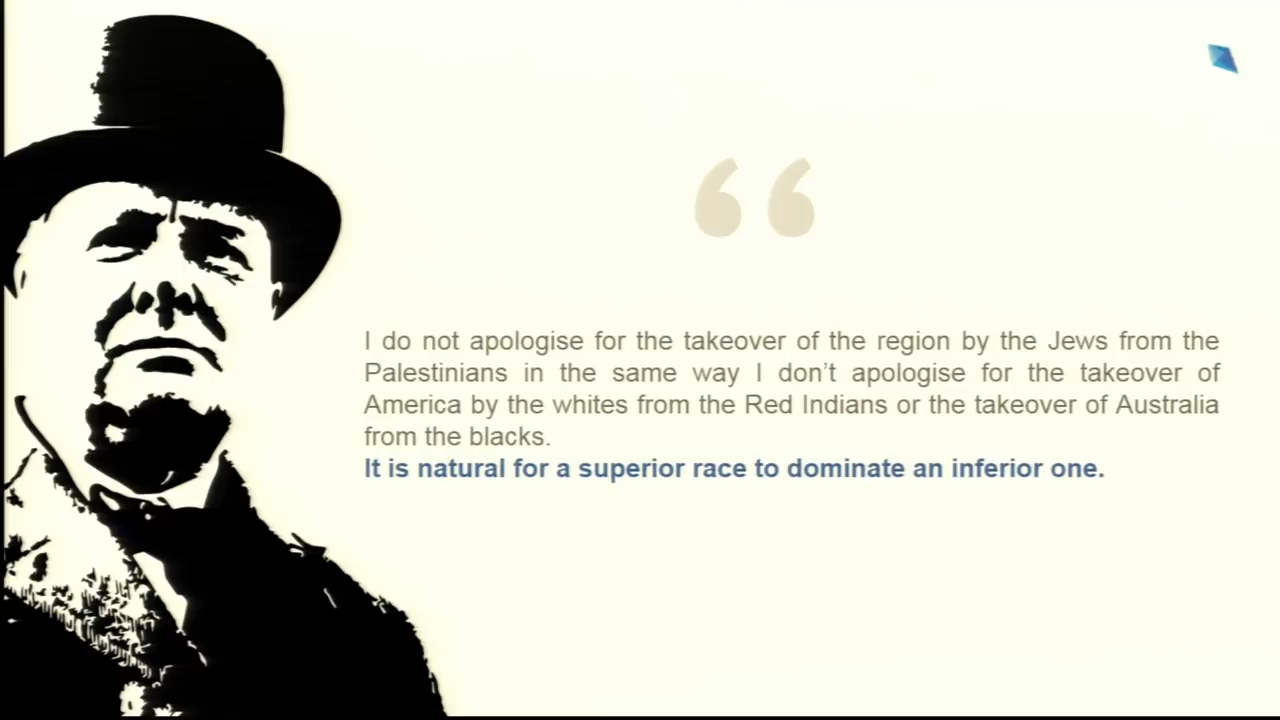 “
I do not apologise for the takeover of the region by the Jews from the
Palestinians in the same way I don’t apologise for the takeover of
America by the whites from the Red Indians or the takeover of Australia
from the blacks.
It is natural for a superior race to dominate an inferior one.